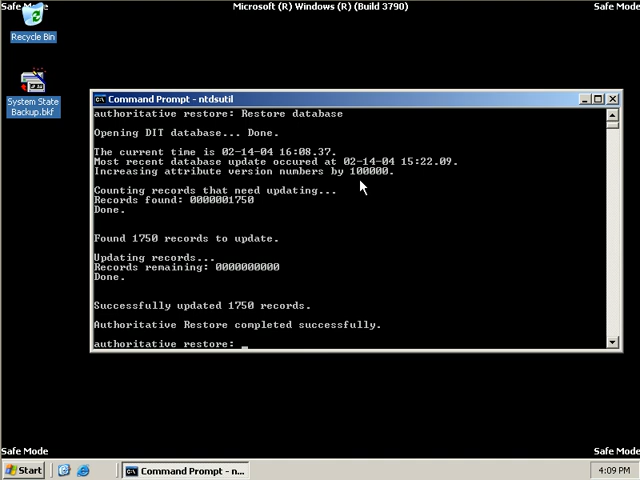 Safe Mode
Microsoft (R) Windows (R) (Build 3790)
Safe Mode
Recycle Bin
System State
Backup.bkf
Command Prompt - ntdsutil
authoritative restore: Restore database
Opening DIT database... Done.
The current time is 02-14-04 16:08.37.
Most recent database update occured at 02-14-04 15:22.09.
Increasing attribute version numbers by 100000.
Counting records that need updating...
Records found: 0000001750
Done.
Found 1750 records to update.
Updating records...
Records remaining: 0000000000
Done.
Successfully updated 1750 records.
Authoritative Restore completed successfully.
authoritative restore: _
Safe Mode
Safe Mode
Start
Command Prompt - n...
4:09 PM